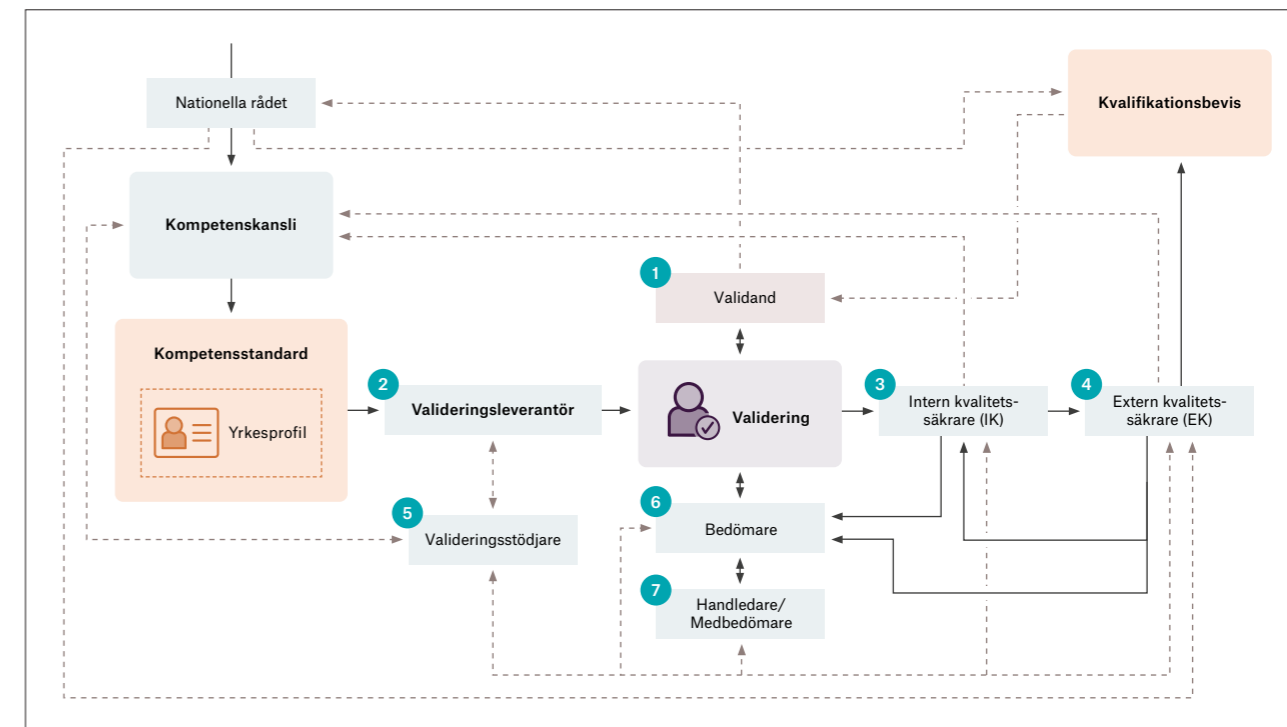 Nationella rådet
Kvalifikationsbevis
Kompetenskansli
1
Validand
Kompetensstandard
Yrkesprofil
2
Valideringsleverantör
Validering
3
Intern kvalitets-
säkrare (IK)
4
Extern kvalitets-
säkrare (EK)
5
Valideringsstödjare
6
Bedömare
7
Handledare/
Medbedömare